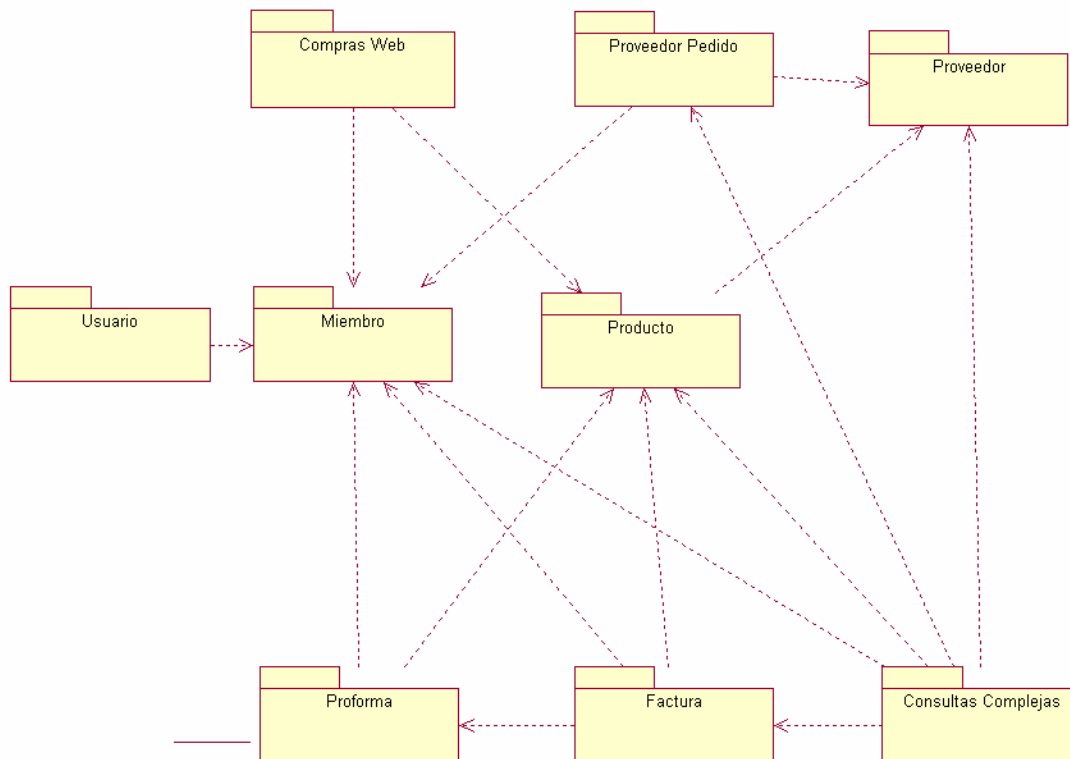 Compras Web
Proveedor Pedido
Proveedor
Usuario
Miembro
Producto
Proforma
Factura
Consultas Complejas